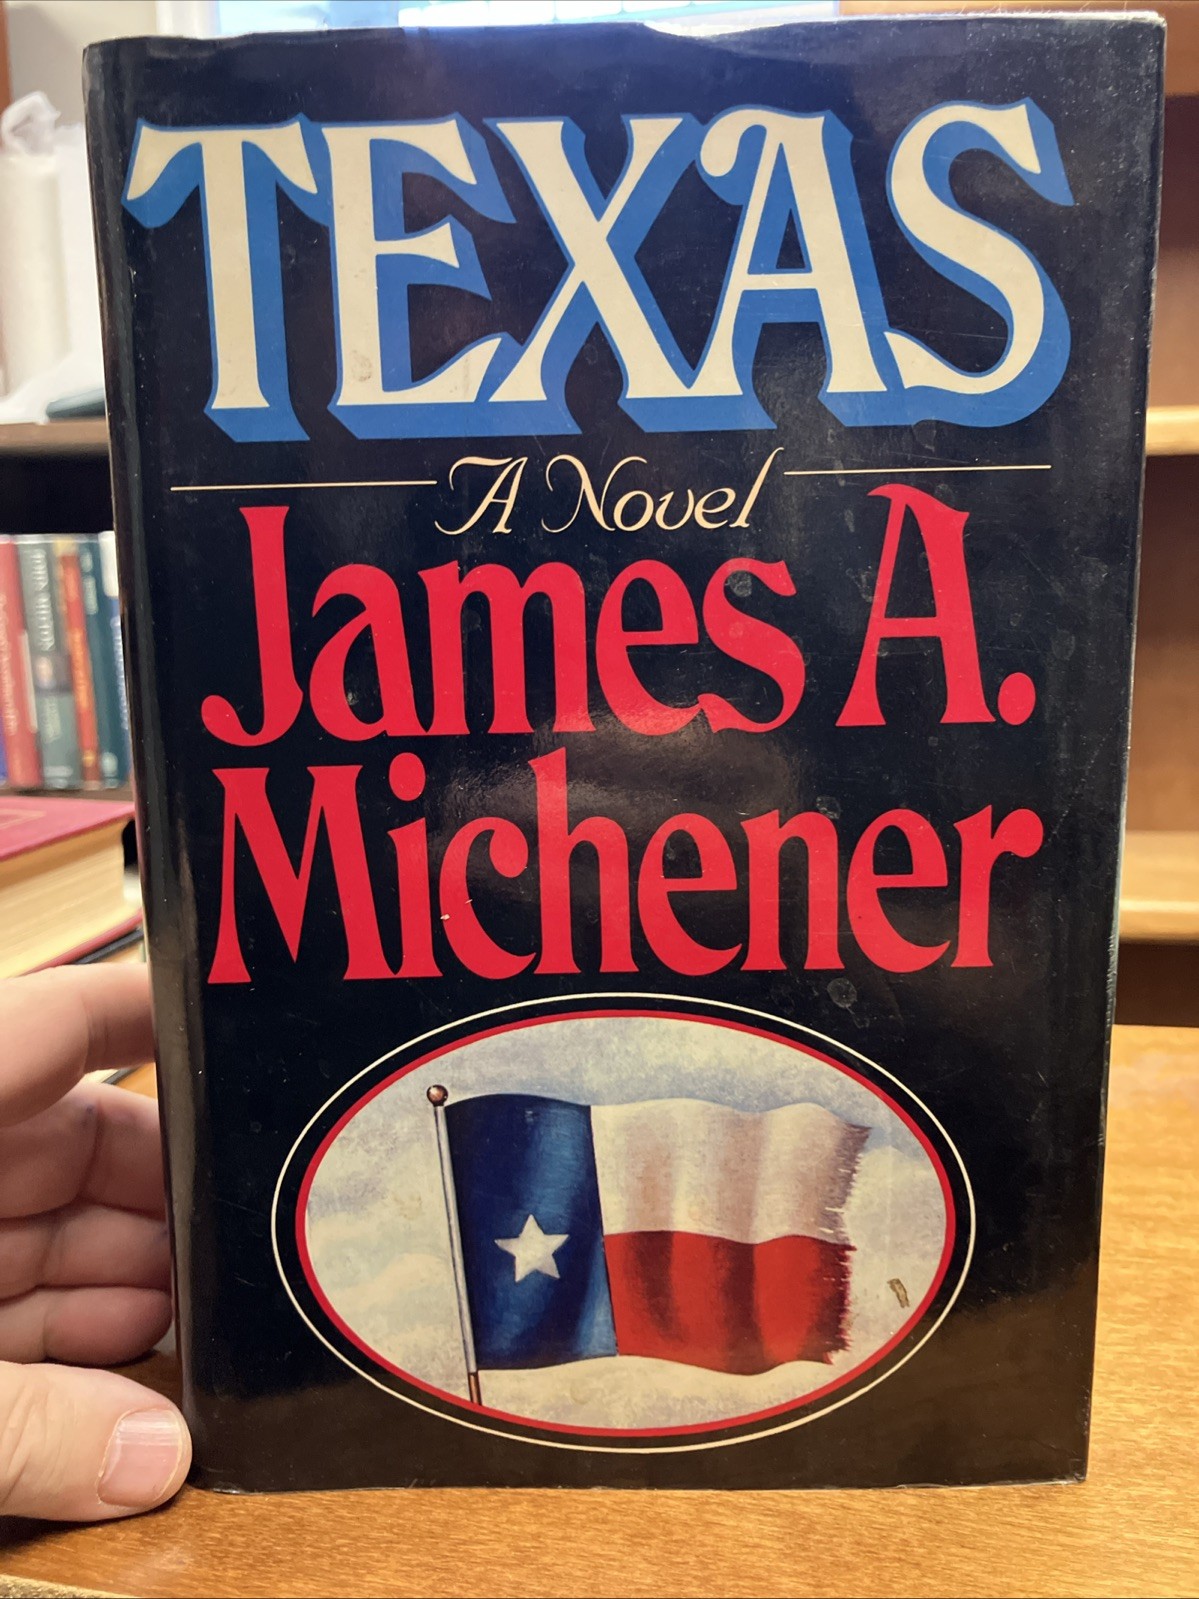 TEXAS
A Novel
James A.
Michener